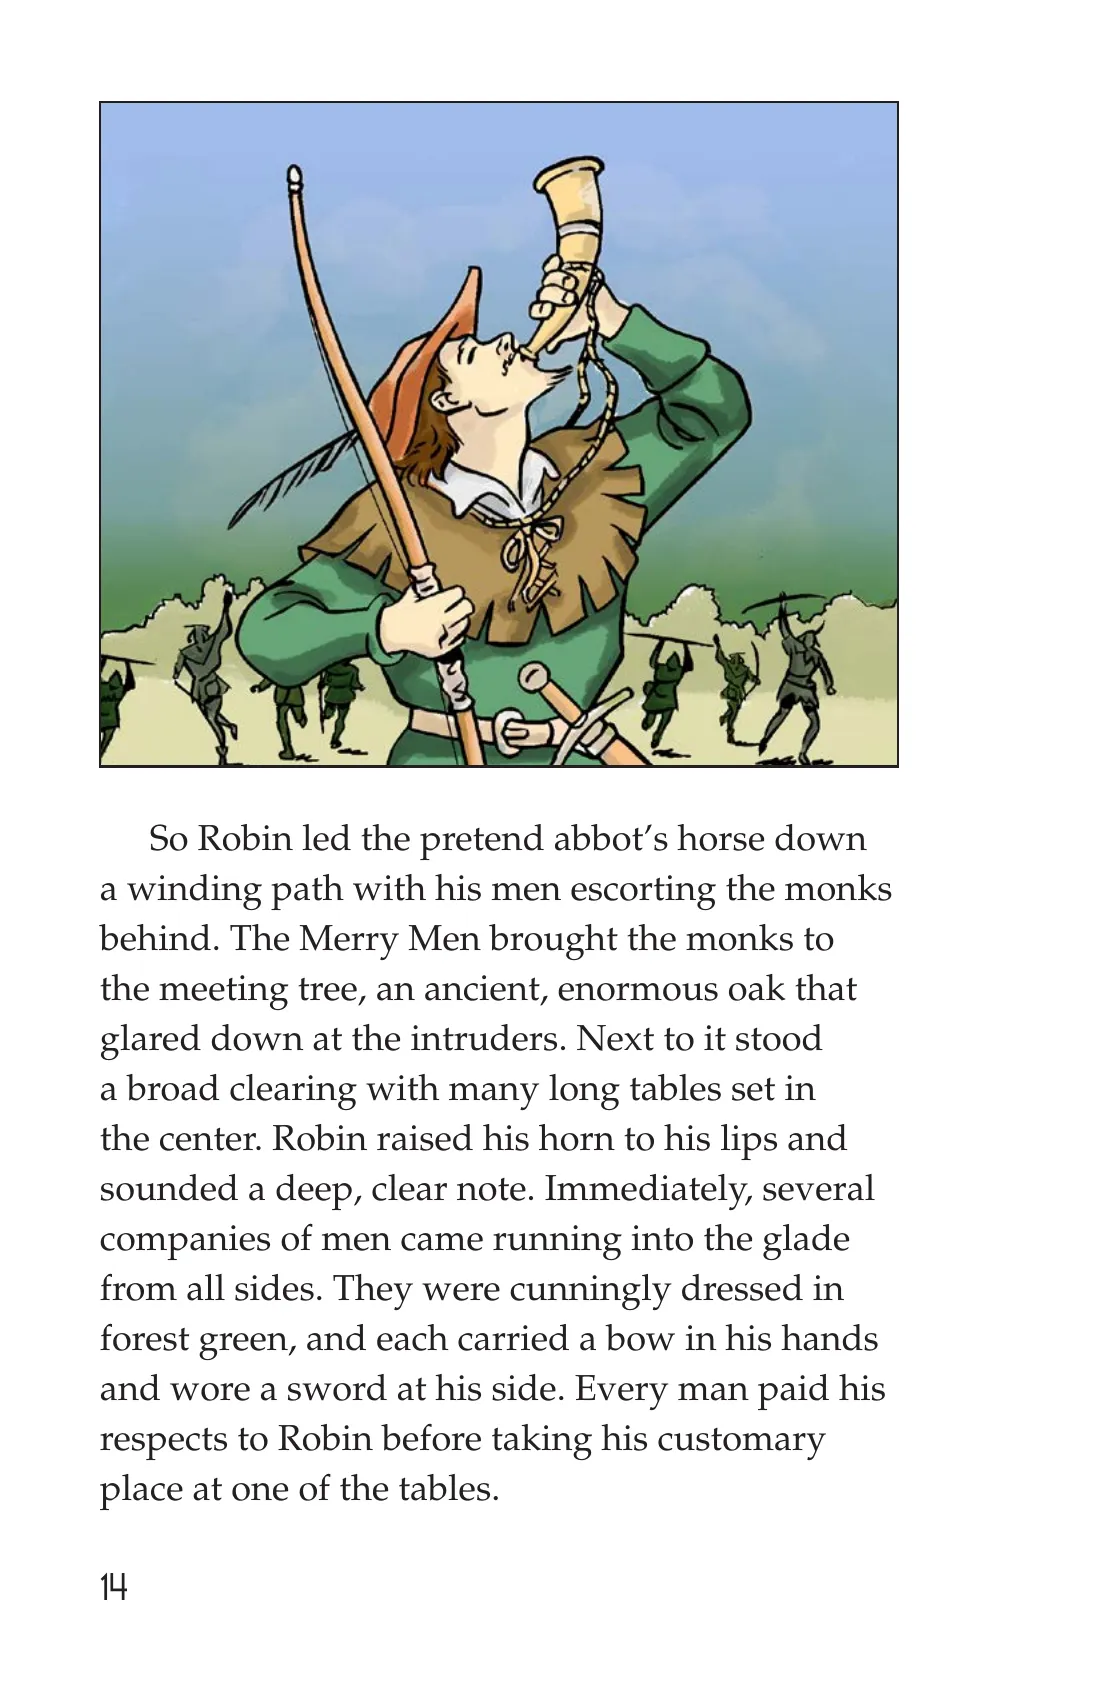 So Robin led the pretend abbot’s horse down
a winding path with his men escorting the monks
behind. The Merry Men brought the monks to
the meeting tree, an ancient, enormous oak that
glared down at the intruders. Next to it stood
a broad clearing with many long tables set in
the center. Robin raised his horn to his lips and
sounded a deep, clear note. Immediately, several
companies of men came running into the glade
from all sides. They were cunningly dressed in
forest green, and each carried a bow in his hands
and wore a sword at his side. Every man paid his
respects to Robin before taking his customary
place at one of the tables.
14